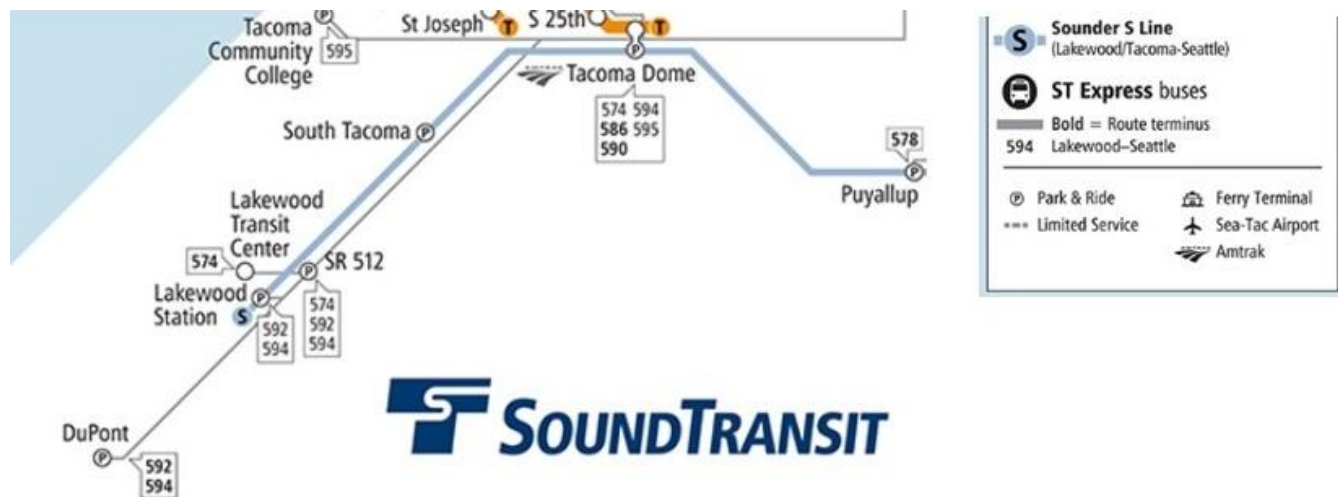 Tacoma
Community
College
595
St Joseph
T
S 25th
T
P
AMTRAK
Tacoma Dome
574 594
586 595
590
South Tacoma
P
578
P
Puyallup
Lakewood
Transit
Center
574
P
SR 512
574
592
594
Lakewood
Station
P
S
592
594
DuPont
P
592
594
SOUNDTRANSIT
S
Sounder S Line
(Lakewood/Tacoma-Seattle)
ST Express buses
Bold = Route terminus
594 Lakewood–Seattle
P Park & Ride
Limited Service
Ferry Terminal
Sea-Tac Airport
Amtrak